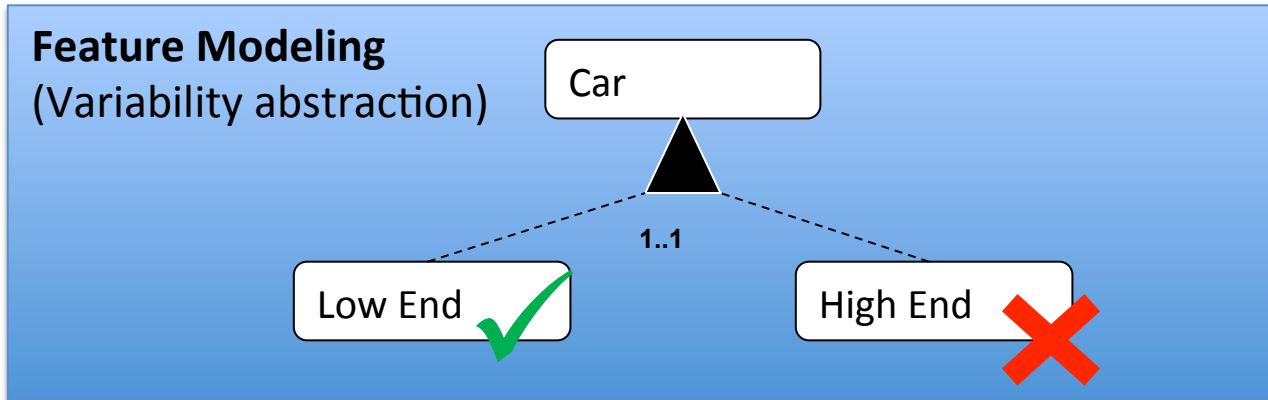 Feature Modeling
(Variability abstraction)
Car
1..1
Low End
High End